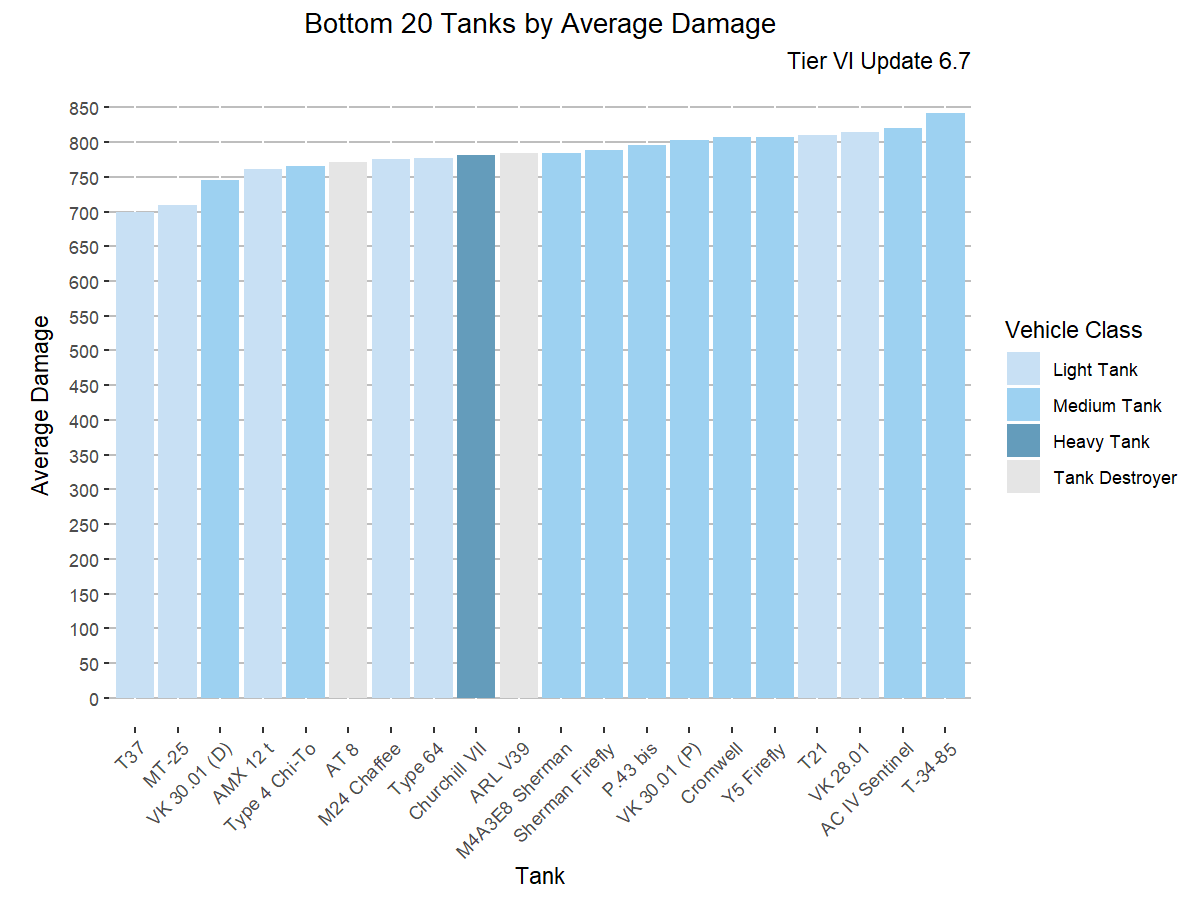 Bottom 20 Tanks by Average Damage
Tier VI Update 6.7
Average Damage
850
800
750
700
650
600
550
500
450
400
350
300
250
200
150
100
50
0
T37
MT-25
VK 30.01 (D)
AMX 12 t
Type 4 Chi-To
AT 8
M24 Chaffee
Type 64
Churchill VII
ARL V39
M4A3E8 Sherman
Sherman Firefly
P.43 bis
VK 30.01 (P)
Cromwell
Y5 Firefly
T21
VK 28.01
AC IV Sentinel
T-34-85
Tank
Vehicle Class
Light Tank
Medium Tank
Heavy Tank
Tank Destroyer